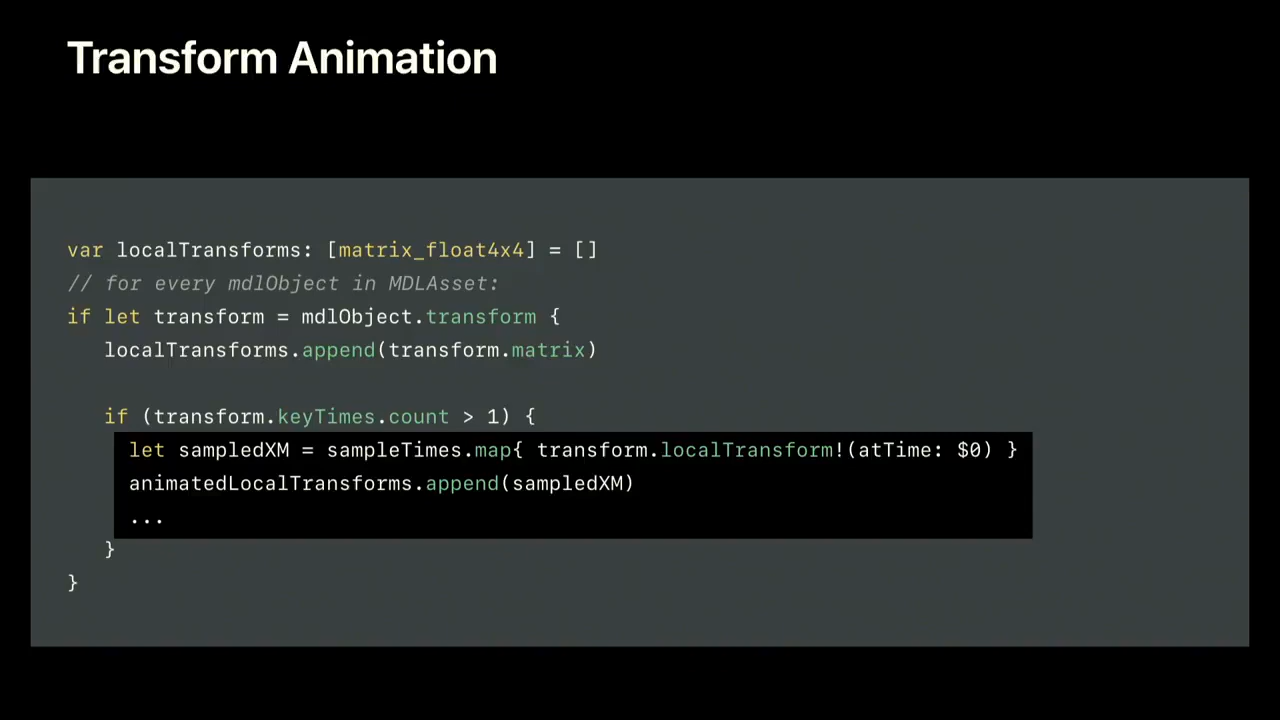 Transform Animation
var localTransforms: [matrix_float4x4] = []
// for every mdlObject in MDLAsset:
if let transform = mdlObject.transform {
localTransforms.append(transform.matrix)
if (transform.keyTimes.count > 1) {
let sampledXM = sampleTimes.map{ transform.localTransform!(atTime: $0) }
animatedLocalTransforms.append(sampledXM)
...
}
}